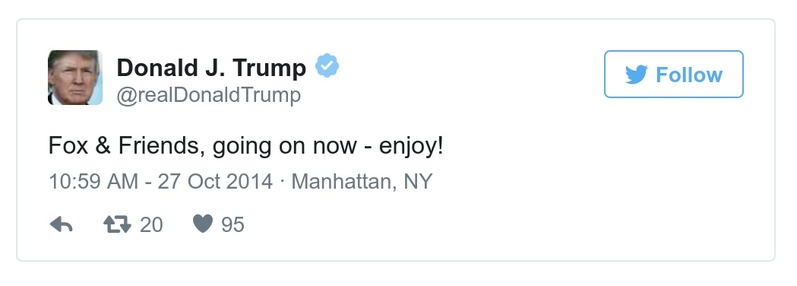 Donald J. Trump
@realDonaldTrump
Follow
Fox & Friends, going on now - enjoy!
10:59 AM - 27 Oct 2014 · Manhattan, NY
20 95